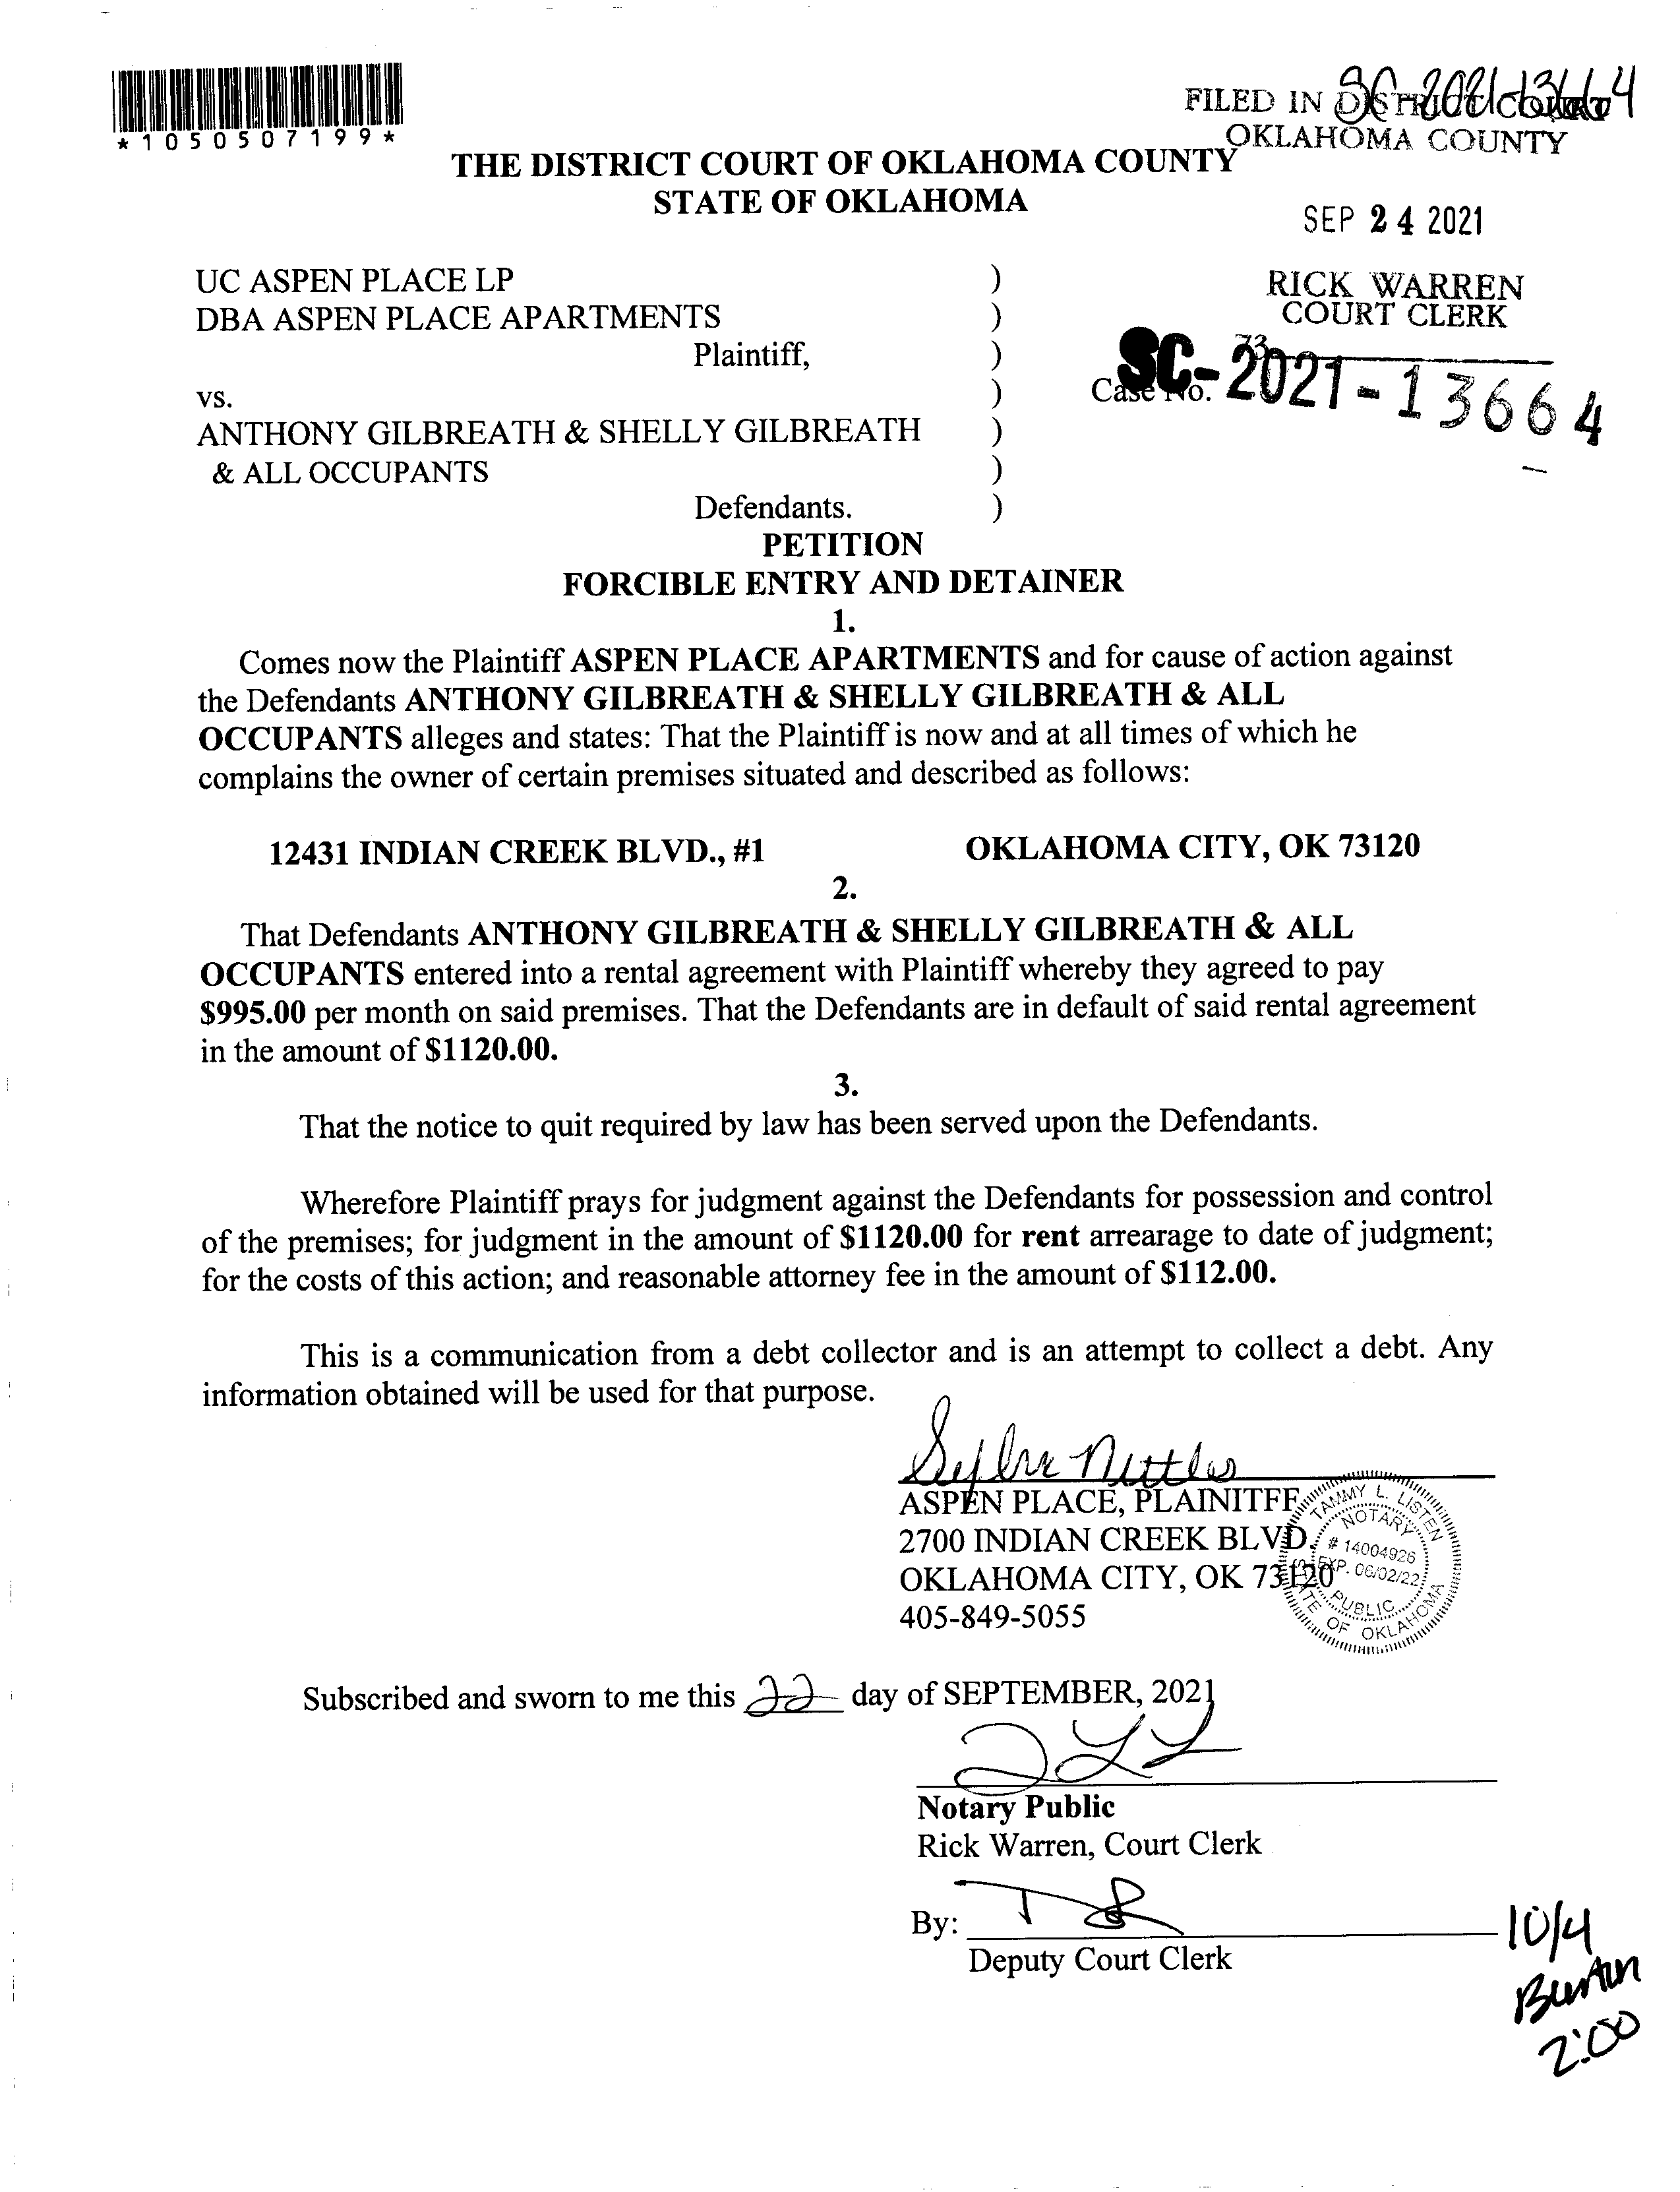 *1050507199*
SC-2021-13664
FILED IN DISTRICT COURT
OKLAHOMA COUNTY
THE DISTRICT COURT OF OKLAHOMA COUNTY
STATE OF OKLAHOMA
SEP 24 2021
UC ASPEN PLACE LP )
DBA ASPEN PLACE APARTMENTS )
Plaintiff, )
vs. )
ANTHONY GILBREATH & SHELLY GILBREATH )
& ALL OCCUPANTS )
Defendants. )
RICK WARREN
COURT CLERK
73
Case No. SC-2021-13664
PETITION
FORCIBLE ENTRY AND DETAINER
1.
Comes now the Plaintiff ASPEN PLACE APARTMENTS and for cause of action against
the Defendants ANTHONY GILBREATH & SHELLY GILBREATH & ALL
OCCUPANTS alleges and states: That the Plaintiff is now and at all times of which he
complains the owner of certain premises situated and described as follows:
12431 INDIAN CREEK BLVD., #1 OKLAHOMA CITY, OK 73120
2.
That Defendants ANTHONY GILBREATH & SHELLY GILBREATH & ALL
OCCUPANTS entered into a rental agreement with Plaintiff whereby they agreed to pay
$995.00 per month on said premises. That the Defendants are in default of said rental agreement
in the amount of $1120.00.
3.
That the notice to quit required by law has been served upon the Defendants.
Wherefore Plaintiff prays for judgment against the Defendants for possession and control
of the premises; for judgment in the amount of $1120.00 for rent arrearage to date of judgment;
for the costs of this action; and reasonable attorney fee in the amount of $112.00.
This is a communication from a debt collector and is an attempt to collect a debt. Any
information obtained will be used for that purpose.
ASPEN PLACE, PLAINITFF
2700 INDIAN CREEK BLVD.
OKLAHOMA CITY, OK 73120
405-849-5055
TAMMY L. LISTEN
NOTARY
# 14004926
EXP. 06/02/22
PUBLIC
STATE OF OKLAHOMA
Subscribed and sworn to me this 22 day of SEPTEMBER, 2021
Notary Public
Rick Warren, Court Clerk
By:
Deputy Court Clerk
10/4
2:00